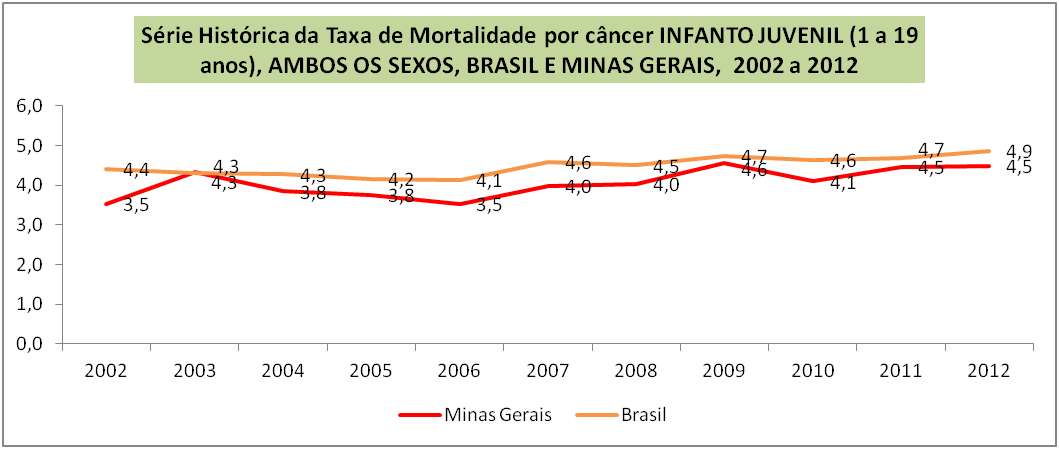 Série Histórica da Taxa de Mortalidade por câncer INFANTO JUVENIL (1 a 19
anos), AMBOS OS SEXOS, BRASIL E MINAS GERAIS, 2002 a 2012
6,0
5,0
4,0
3,0
2,0
1,0
0,0
4,4 4,3 4,3 4,2 4,1 4,6 4,5 4,7 4,6 4,7 4,9
3,5 4,3 3,8 3,8 3,5 4,0 4,0 4,6 4,1 4,5 4,5
2002 2003 2004 2005 2006 2007 2008 2009 2010 2011 2012
Minas Gerais Brasil